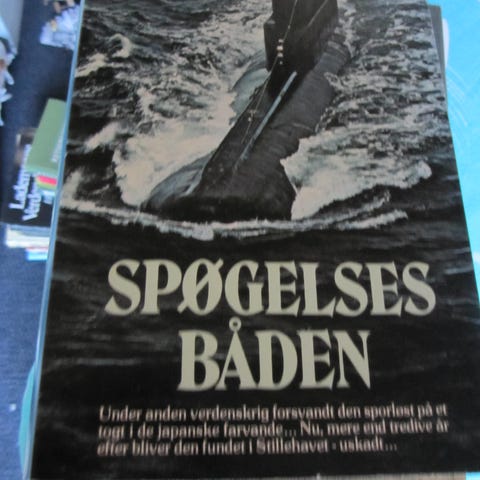 SPØGELSES
BÅDEN
Under anden verdenskrig forsvandt den sporløst på et
togt i de japanske farvande... Nu, mere end tredive år
efter bliver den fundet i Stillehavet - uskadt...